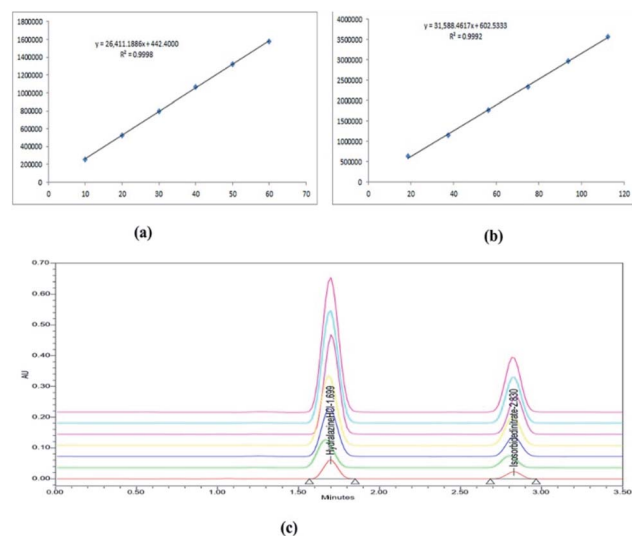 y = 26,411.1886x + 442.4000
R² = 0.9998
1800000
1600000
1400000
1200000
1000000
800000
600000
400000
200000
0
0 10 20 30 40 50 60 70
(a)
y = 31,588.4617x + 602.5333
R² = 0.9992
4000000
3500000
3000000
2500000
2000000
1500000
1000000
500000
0
0 20 40 60 80 100 120
(b)
0.70
0.60
0.50
0.40
0.30
0.20
0.10
0.00
AU
HydralazineHCl-1.699
Isosorbidedinitrate-2.830
0.00 0.50 1.00 1.50 2.00 2.50 3.00 3.50
Minutes
(c)